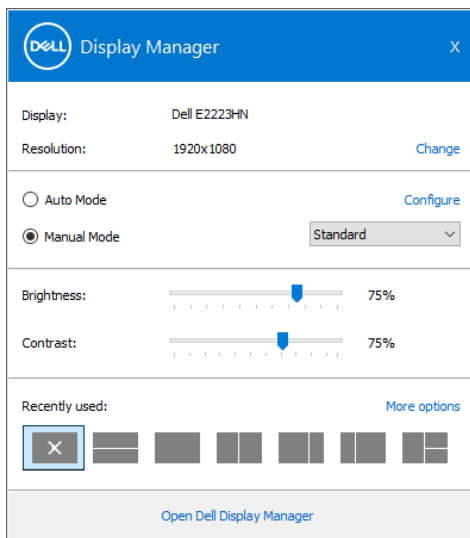 DELL Display Manager X
Display: Dell E2223HN
Resolution: 1920x1080 Change
Auto Mode Configure
Manual Mode Standard
Brightness: 75%
Contrast: 75%
Recently used: More options
Open Dell Display Manager